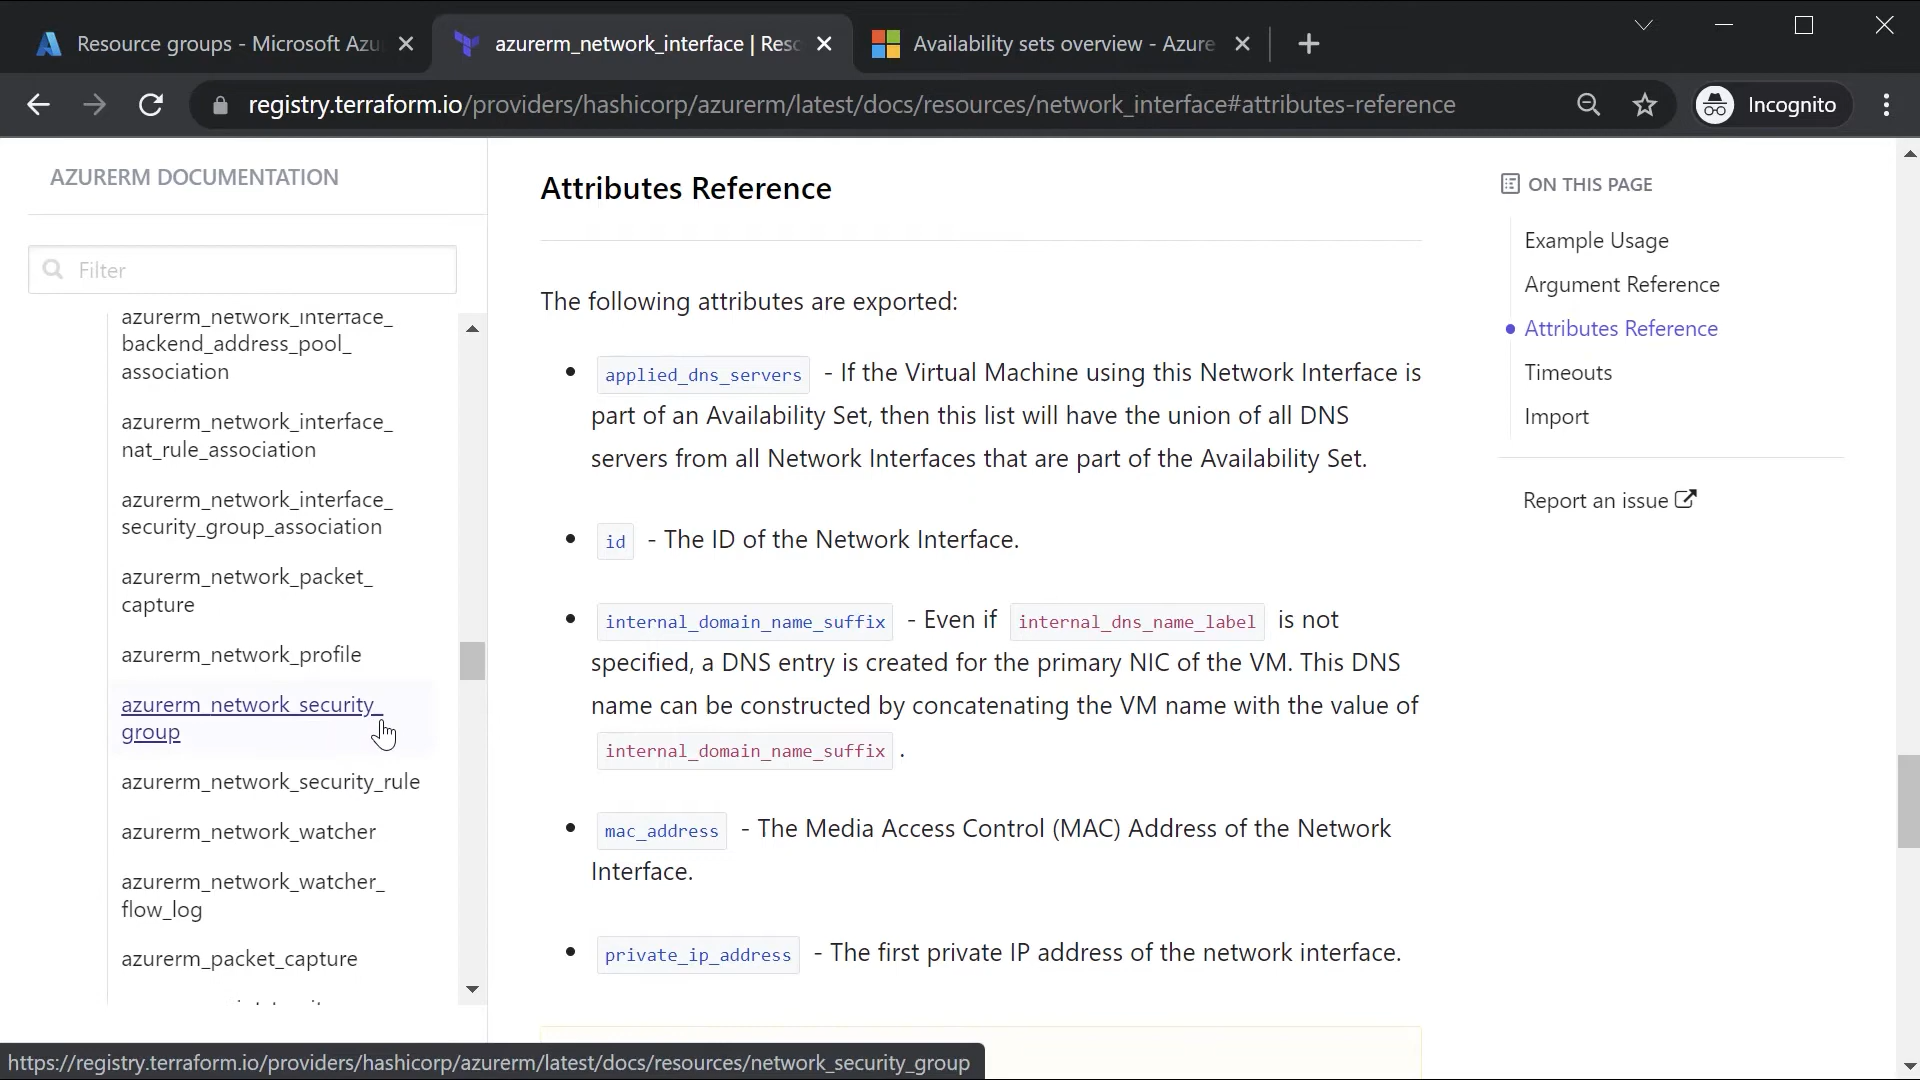 Resource groups - Microsoft Azu
azurerm_network_interface | Reso
Availability sets overview - Azure
registry.terraform.io/providers/hashicorp/azurerm/latest/docs/resources/network_interface#attributes-reference
Incognito
AZURERM DOCUMENTATION
Filter
azurerm_network_interface_
backend_address_pool_
association
azurerm_network_interface_
nat_rule_association
azurerm_network_interface_
security_group_association
azurerm_network_packet_
capture
azurerm_network_profile
azurerm_network_security_
group
azurerm_network_security_rule
azurerm_network_watcher
azurerm_network_watcher_
flow_log
azurerm_packet_capture
Attributes Reference
The following attributes are exported:
applied_dns_servers - If the Virtual Machine using this Network Interface is
part of an Availability Set, then this list will have the union of all DNS
servers from all Network Interfaces that are part of the Availability Set.
id - The ID of the Network Interface.
internal_domain_name_suffix - Even if internal_dns_name_label is not
specified, a DNS entry is created for the primary NIC of the VM. This DNS
name can be constructed by concatenating the VM name with the value of
internal_domain_name_suffix .
mac_address - The Media Access Control (MAC) Address of the Network
Interface.
private_ip_address - The first private IP address of the network interface.
ON THIS PAGE
Example Usage
Argument Reference
Attributes Reference
Timeouts
Import
Report an issue
https://registry.terraform.io/providers/hashicorp/azurerm/latest/docs/resources/network_security_group